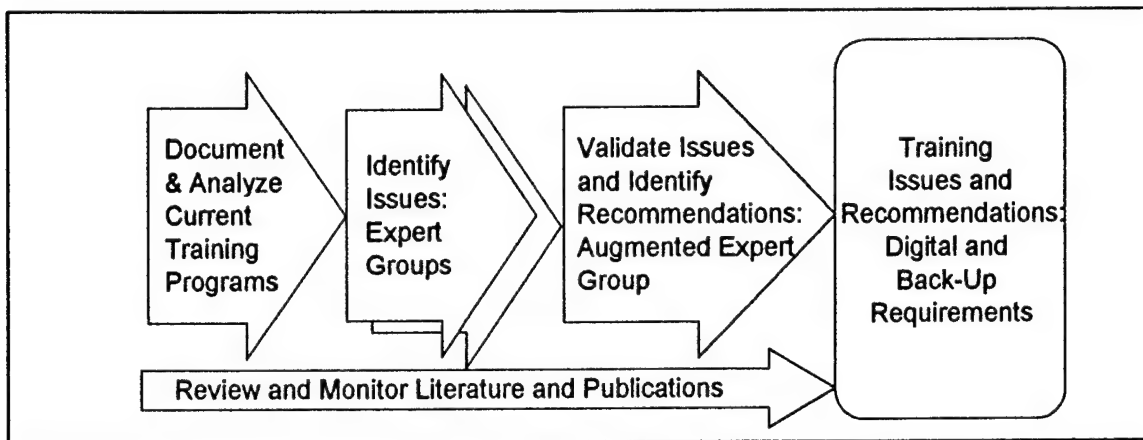 Document
& Analyze
Current
Training
Programs
Identify
Issues:
Expert
Groups
Validate Issues
and Identify
Recommendations:
Augmented Expert
Group
Training
Issues and
Recommendations:
Digital and
Back-Up
Requirements
Review and Monitor Literature and Publications